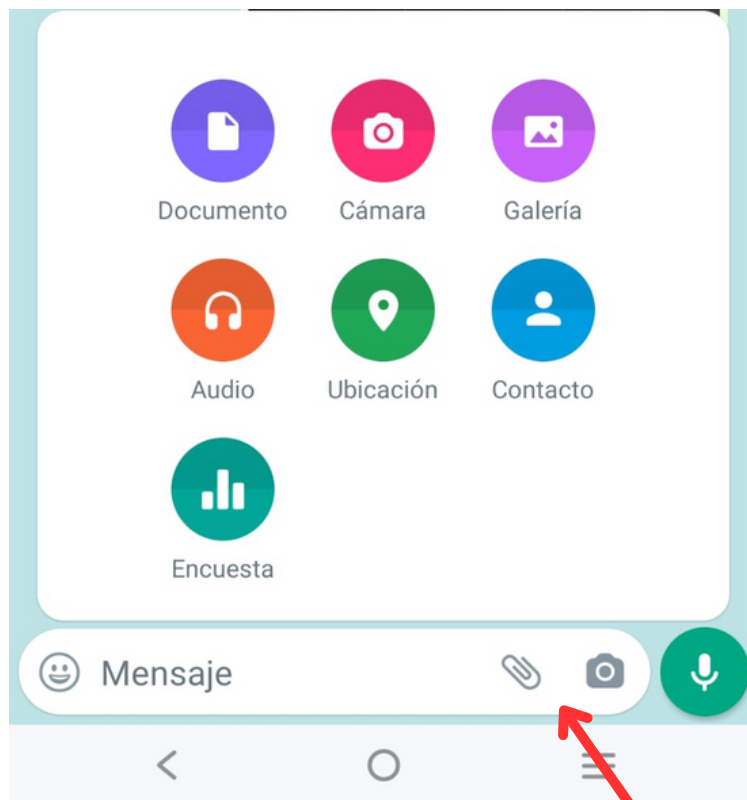 Documento Cámara Galería
Audio Ubicación Contacto
Encuesta
Mensaje